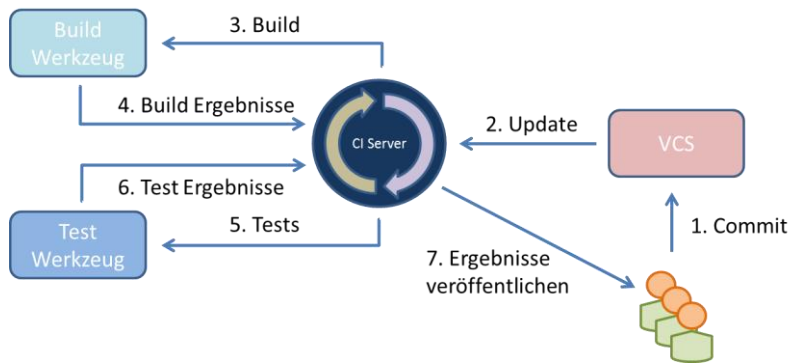 3. Build
Build
Werkzeug
4. Build Ergebnisse
CI Server
2. Update
VCS
6. Test Ergebnisse
5. Tests
Test
Werkzeug
1. Commit
7. Ergebnisse
veröffentlichen